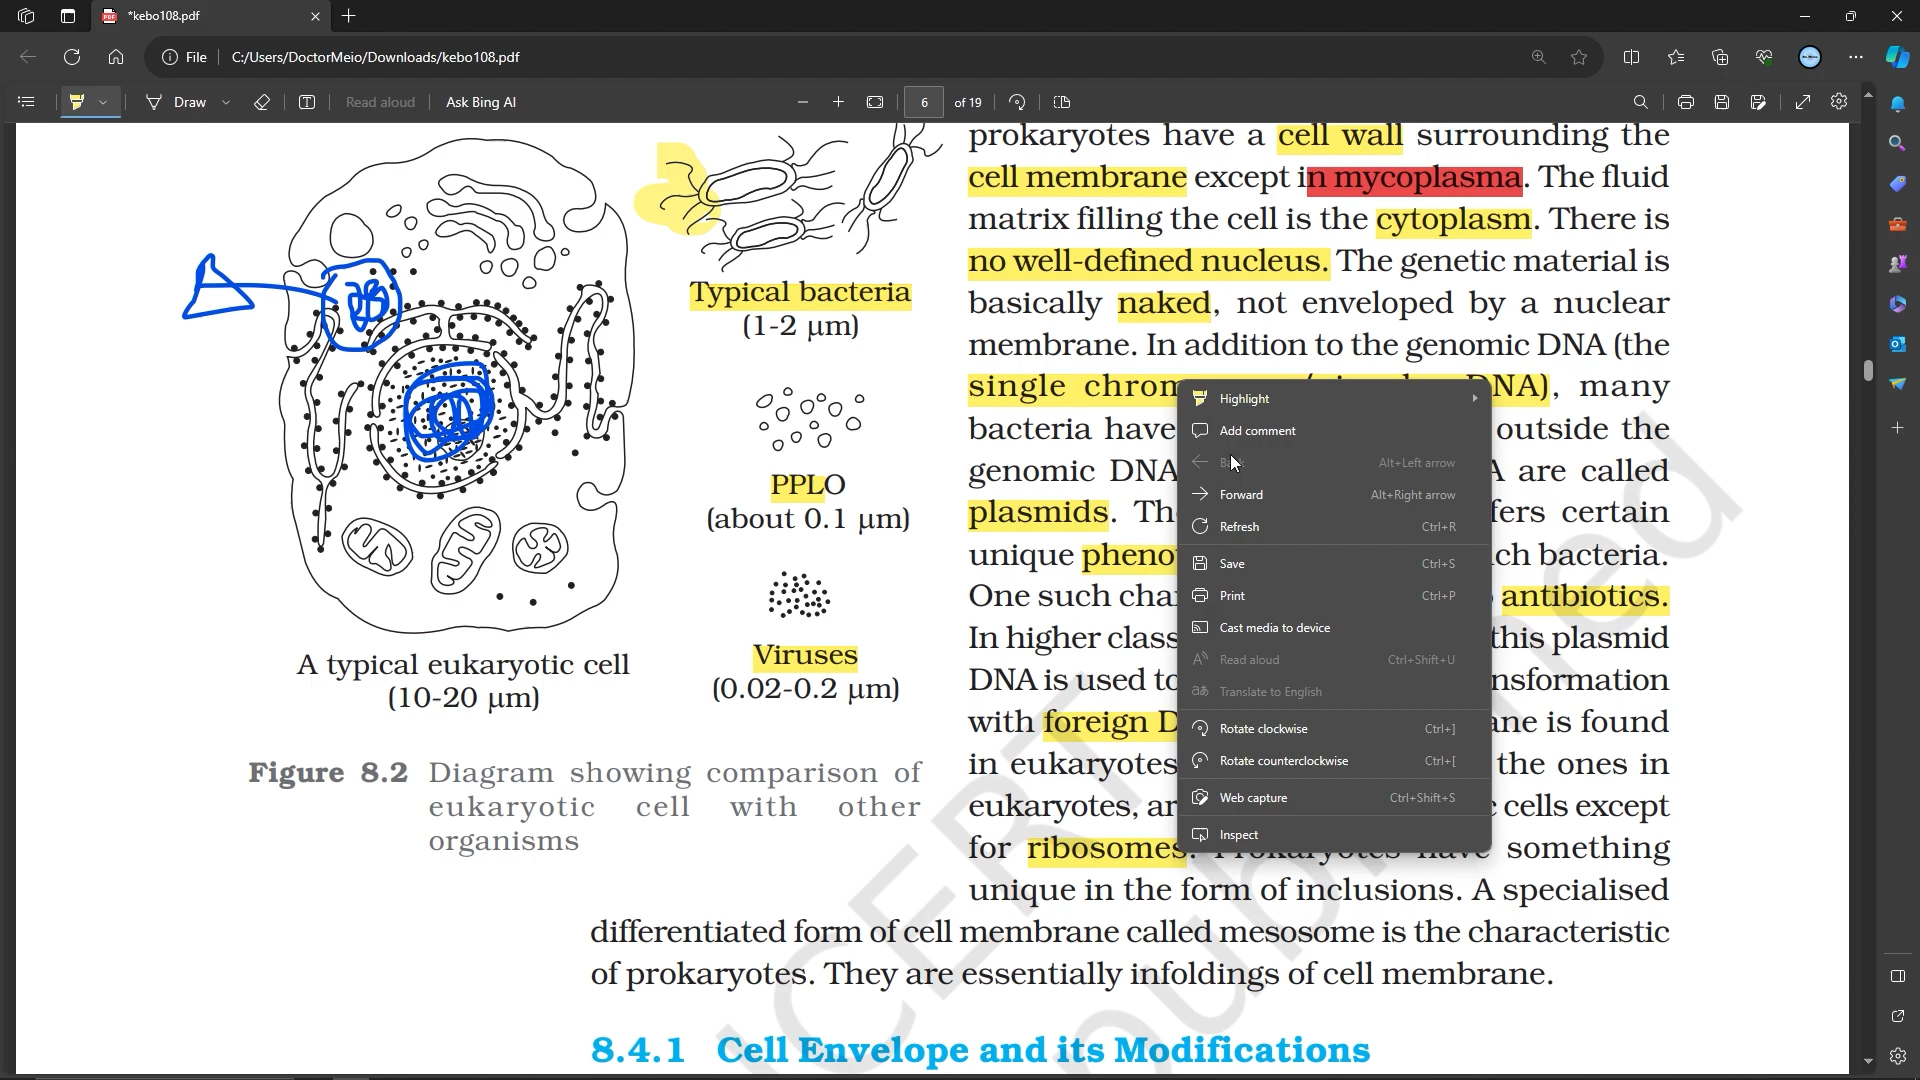 *kebo108.pdf
File
C:/Users/DoctorMeio/Downloads/kebo108.pdf
Draw
Read aloud
Ask Bing AI
6 of 19
prokaryotes have a cell wall surrounding the
cell membrane except in mycoplasma. The fluid
matrix filling the cell is the cytoplasm. There is
no well-defined nucleus. The genetic material is
basically naked, not enveloped by a nuclear
membrane. In addition to the genomic DNA (the
single chrom DNA), many
bacteria have outside the
genomic DNA A are called
plasmids. Th fers certain
unique pheno ch bacteria.
One such cha antibiotics.
In higher class this plasmid
DNA is used to nsformation
with foreign D ane is found
in eukaryotes the ones in
eukaryotes, ar c cells except
for ribosomes. Prokaryotes have something
unique in the form of inclusions. A specialised
differentiated form of cell membrane called mesosome is the characteristic
of prokaryotes. They are essentially infoldings of cell membrane.
8.4.1 Cell Envelope and its Modifications
Typical bacteria
(1-2 µm)
PPLO
(about 0.1 µm)
Viruses
(0.02-0.2 µm)
A typical eukaryotic cell
(10-20 µm)
Figure 8.2 Diagram showing comparison of
eukaryotic cell with other
organisms
Highlight
Add comment
Back Alt+Left arrow
Forward Alt+Right arrow
Refresh Ctrl+R
Save Ctrl+S
Print Ctrl+P
Cast media to device
Read aloud Ctrl+Shift+U
Translate to English
Rotate clockwise Ctrl+]
Rotate counterclockwise Ctrl+[
Web capture Ctrl+Shift+S
Inspect